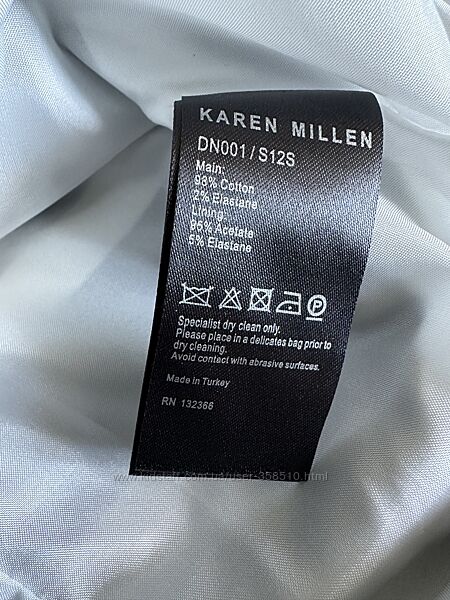 KAREN MILLEN
DN001/S12S
Main:
98% Cotton
2% Elastane
Lining:
95% Acetate
5% Elastane
P
Specialist dry clean only.
Please place in a delicates bag prior to
dry cleaning.
Avoid contact with abrasive surfaces.
Made in Turkey
RN 132366